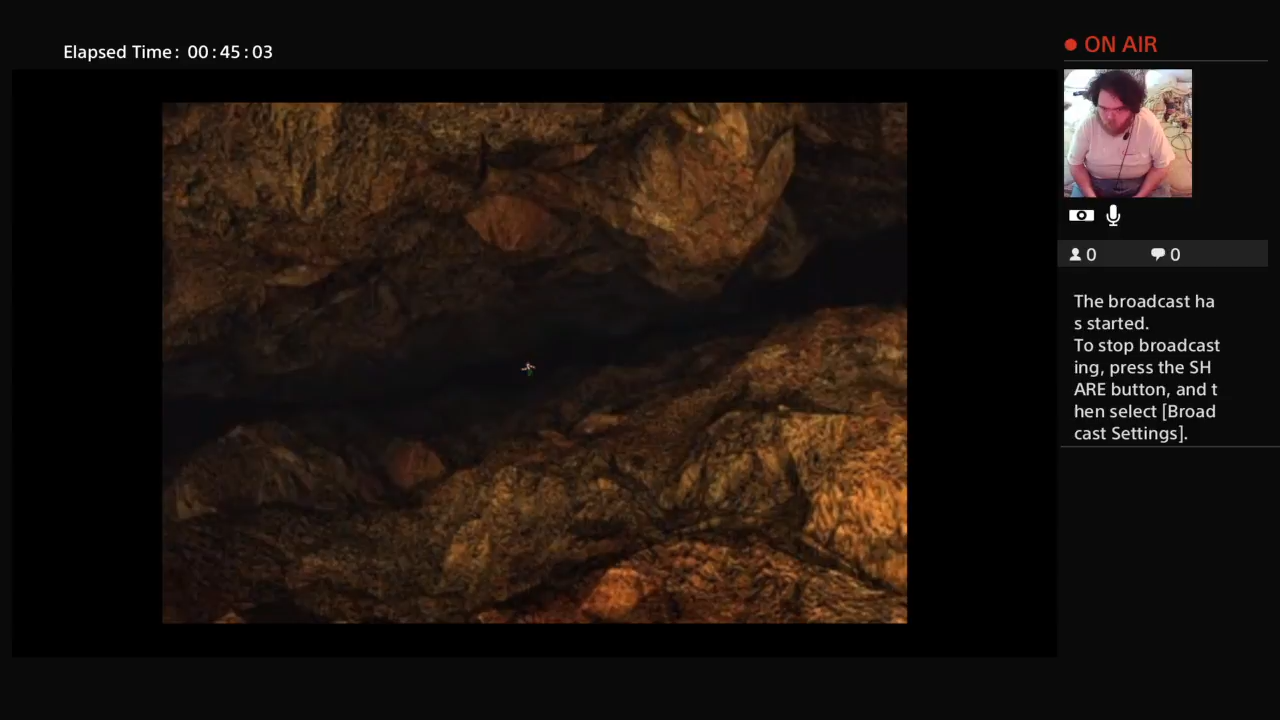 Elapsed Time: 00:45:03
ON AIR
0
0
The broadcast ha
s started.
To stop broadcast
ing, press the SH
ARE button, and t
hen select [Broad
cast Settings].